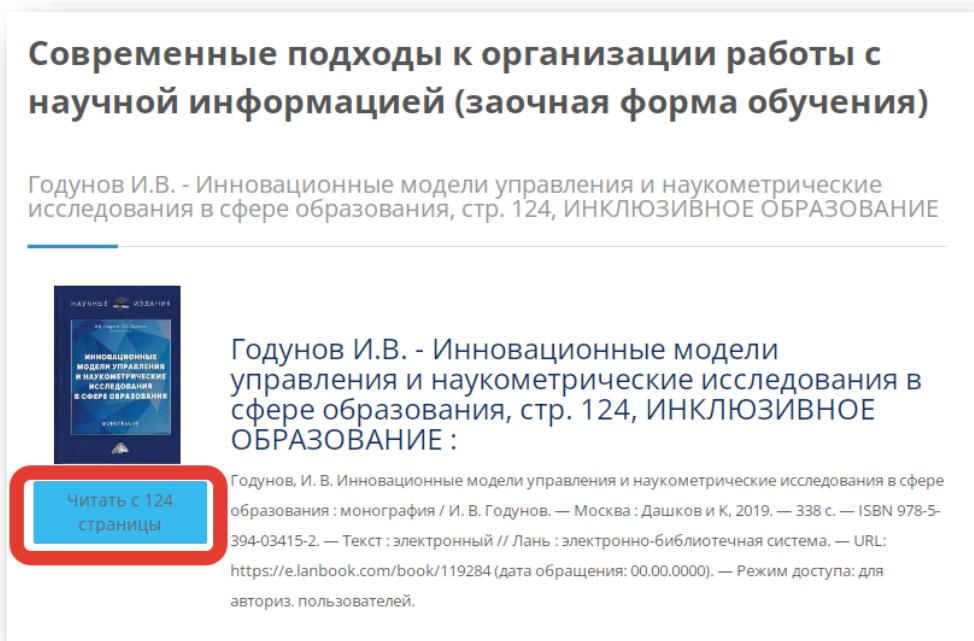 Современные подходы к организации работы с
научной информацией (заочная форма обучения)
Годунов И.В. - Инновационные модели управления и наукометрические
исследования в сфере образования, стр. 124, ИНКЛЮЗИВНОЕ ОБРАЗОВАНИЕ
НАУЧНЫЕ ИЗДАНИЯ
ИННОВАЦИОННЫЕ
МОДЕЛИ УПРАВЛЕНИЯ
И НАУКОМЕТРИЧЕСКИЕ
ИССЛЕДОВАНИЯ
В СФЕРЕ ОБРАЗОВАНИЯ
МОНОГРАФИЯ
Читать с 124
страницы
Годунов И.В. - Инновационные модели
управления и наукометрические исследования в
сфере образования, стр. 124, ИНКЛЮЗИВНОЕ
ОБРАЗОВАНИЕ :
Годунов, И. В. Инновационные модели управления и наукометрические исследования в сфере
образования : монография / И. В. Годунов. — Москва : Дашков и К, 2019. — 338 с. — ISBN 978-5-
394-03415-2. — Текст : электронный // Лань : электронно-библиотечная система. — URL:
https://e.lanbook.com/book/119284 (дата обращения: 00.00.0000). — Режим доступа: для
авториз. пользователей.